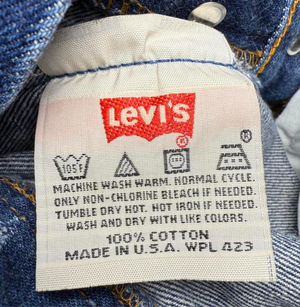 Levi's
®
105F
MACHINE WASH WARM. NORMAL CYCLE.
ONLY NON-CHLORINE BLEACH IF NEEDED.
TUMBLE DRY HOT. HOT IRON IF NEEDED.
WASH AND DRY WITH LIKE COLORS.
100% COTTON
MADE IN U.S.A. WPL 423